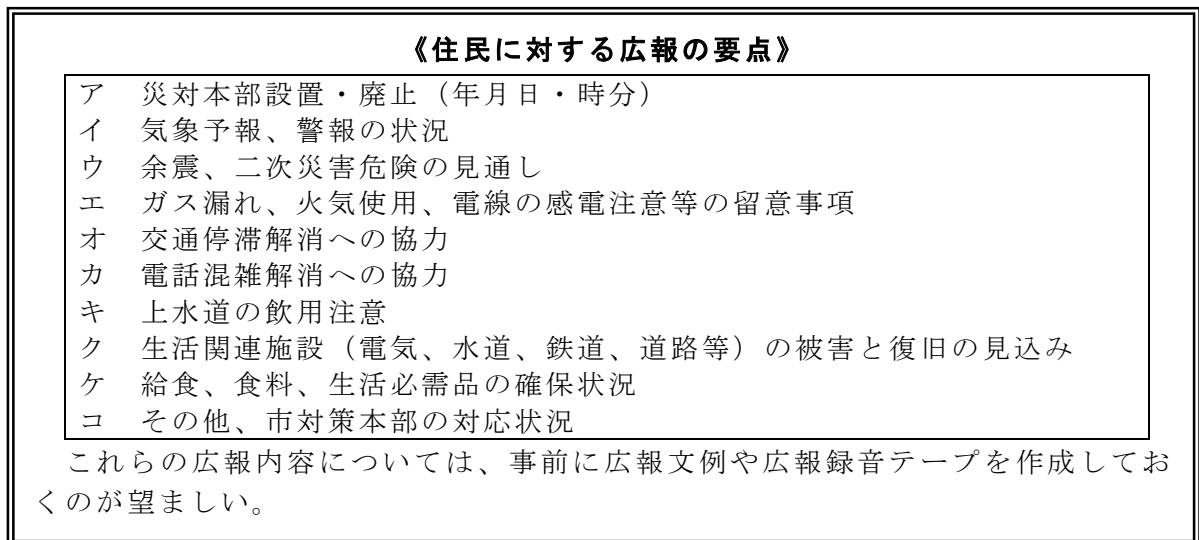 《住民に対する広報の要点》
ア 災対本部設置・廃止(年月日・時分)
イ 気象予報、警報の状況
ウ 余震、二次災害危険の見通し
エ ガス漏れ、火気使用、電線の感電注意等の留意事項
オ 交通停滞解消への協力
カ 電話混雑解消への協力
キ 上水道の飲用注意
ク 生活関連施設(電気、水道、鉄道、道路等)の被害と復旧の見込み
ケ 給食、食料、生活必需品の確保状況
コ その他、市対策本部の対応状況
これらの広報内容については、事前に広報文例や広報録音テープを作成してお
くのが望ましい。